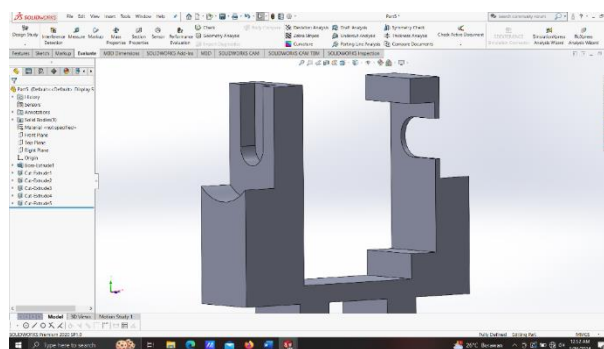 SOLIDWORKS File Edit View Insert Tools Window Help Part5 *
Design Study Interference Detection Measure Markup Mass Properties Section Properties Sensor Performance Evaluation
Check Geometry Analysis
Deviation Analysis Zebra Stripes Curvature
Draft Analysis Undercut Analysis Parting Line Analysis
Symmetry Check Thickness Analysis Compare Documents
Check Active Document
SimulationXpress Analysis Wizard FloXpress Analysis Wizard
Features Sketch Markup Evaluate MBD Dimensions SOLIDWORKS Add-Ins MBD SOLIDWORKS CAM SOLIDWORKS CAM TBM SOLIDWORKS Inspection
History
Sensors
Annotations
Solid Bodies(1)
Material <not specified>
Front Plane
Top Plane
Right Plane
Origin
Boss-Extrude1
Cut-Extrude1
Cut-Extrude2
Cut-Extrude3
Cut-Extrude4
Cut-Extrude5
Model 3D Views Motion Study 1
SOLIDWORKS Premium 2020 SP1.0 Fully Defined Editing Part MMGS
Type here to search 26°C 12:52 AM